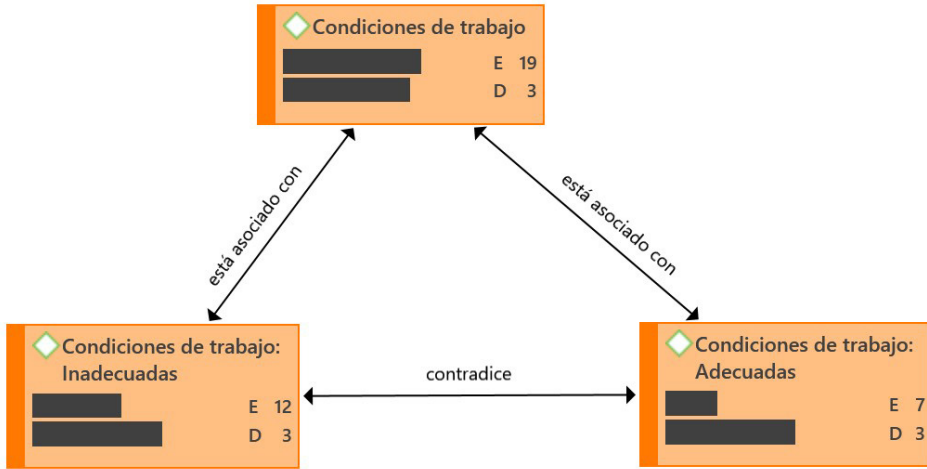 Condiciones de trabajo
E 19
D 3
está asociado con
está asociado con
Condiciones de trabajo:
Inadecuadas
E 12
D 3
contradice
Condiciones de trabajo:
Adecuadas
E 7
D 3